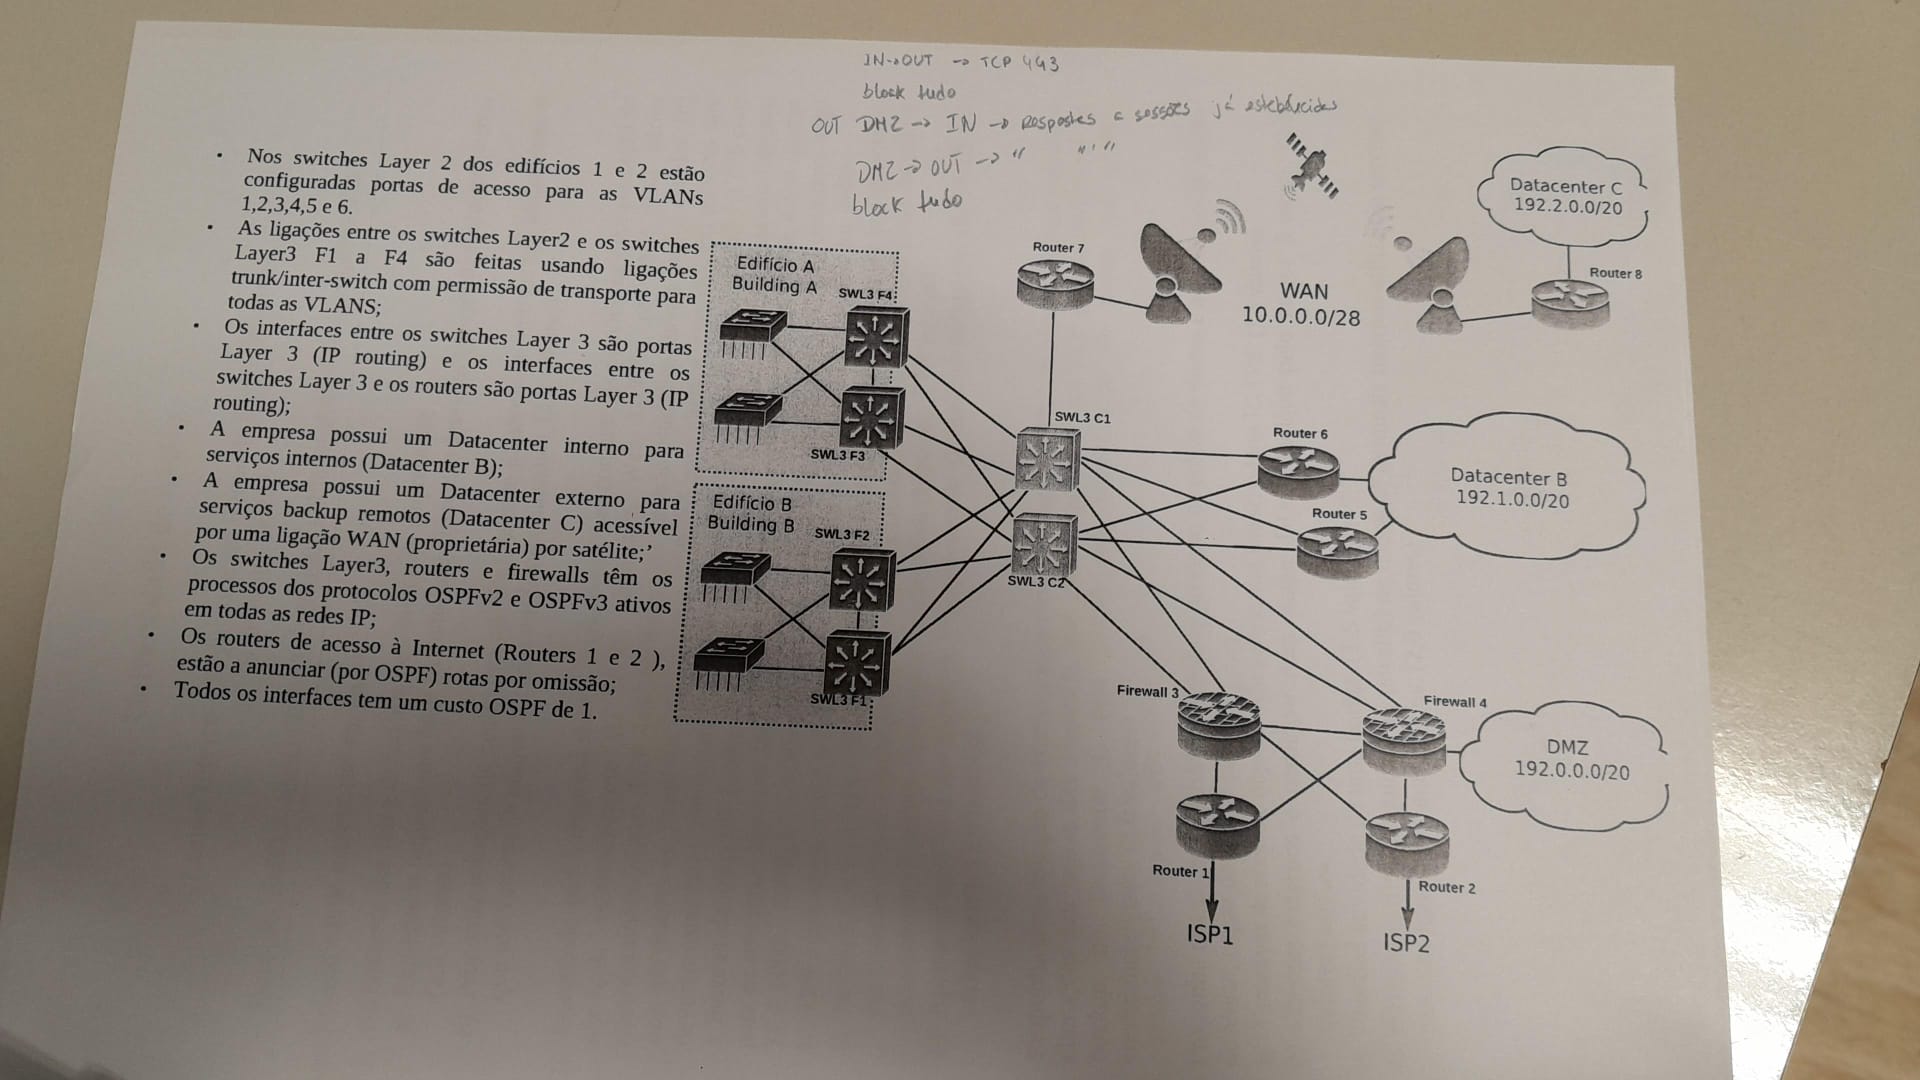 IN->OUT -> TCP 443
block tudo
OUT DMZ -> IN -> Respostas a sessões já estabelecidas
DMZ -> OUT -> " " ' "
block tudo
• Nos switches Layer 2 dos edifícios 1 e 2 estão
configuradas portas de acesso para as VLANs
1,2,3,4,5 e 6.
• As ligações entre os switches Layer2 e os switches
Layer3 F1 a F4 são feitas usando ligações
trunk/inter-switch com permissão de transporte para
todas as VLANS;
• Os interfaces entre os switches Layer 3 são portas
Layer 3 (IP routing) e os interfaces entre os
switches Layer 3 e os routers são portas Layer 3 (IP
routing);
• A empresa possui um Datacenter interno para
serviços internos (Datacenter B);
• A empresa possui um Datacenter externo para
serviços backup remotos (Datacenter C) acessível
por uma ligação WAN (proprietária) por satélite;’
• Os switches Layer3, routers e firewalls têm os
processos dos protocolos OSPFv2 e OSPFv3 ativos
em todas as redes IP;
• Os routers de acesso à Internet (Routers 1 e 2 ),
estão a anunciar (por OSPF) rotas por omissão;
• Todos os interfaces tem um custo OSPF de 1.
Edifício A
Building A
SWL3 F4
SWL3 F3
Edifício B
Building B
SWL3 F2
SWL3 F1
Router 7
WAN
10.0.0.0/28
Datacenter C
192.2.0.0/20
Router 8
SWL3 C1
SWL3 C2
Router 6
Router 5
Datacenter B
192.1.0.0/20
Firewall 3
Firewall 4
DMZ
192.0.0.0/20
Router 1
Router 2
ISP1
ISP2